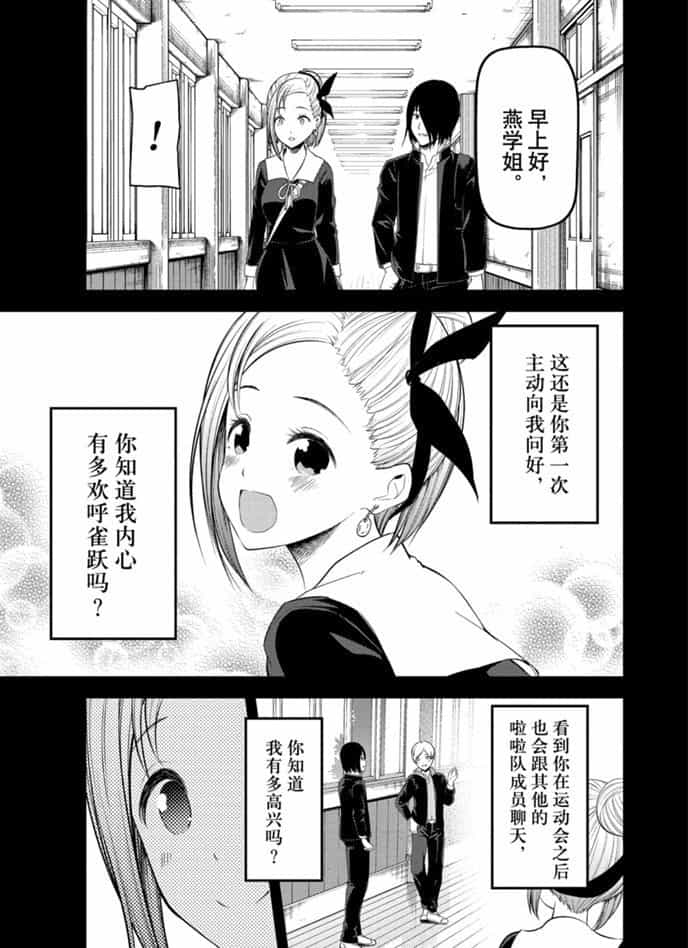 早上好，
燕学姐。
！
这还是你第一次
主动向我问好，
你知道我内心
有多欢呼雀跃吗？
看到你在运动会之后
也会跟其他的
啦啦队成员聊天，
你知道
我有多高兴吗？